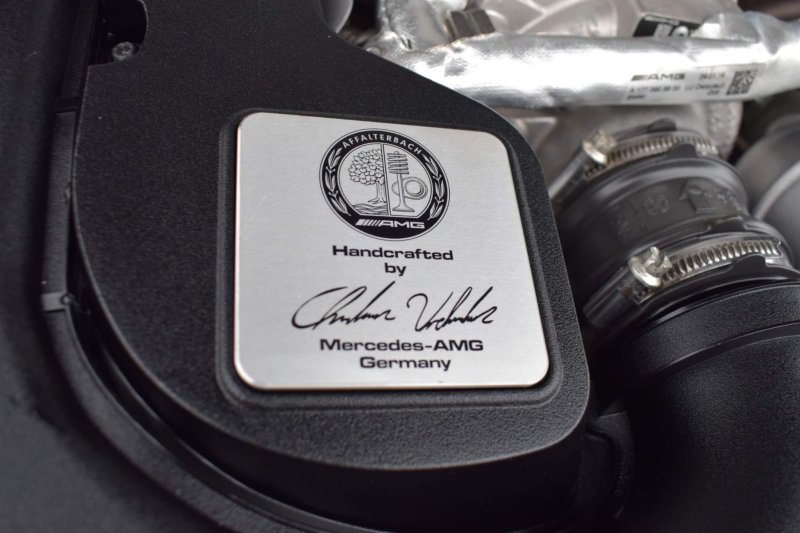 AFFALTERBACH
AMG
Handcrafted
by
Mercedes-AMG
Germany
AMG